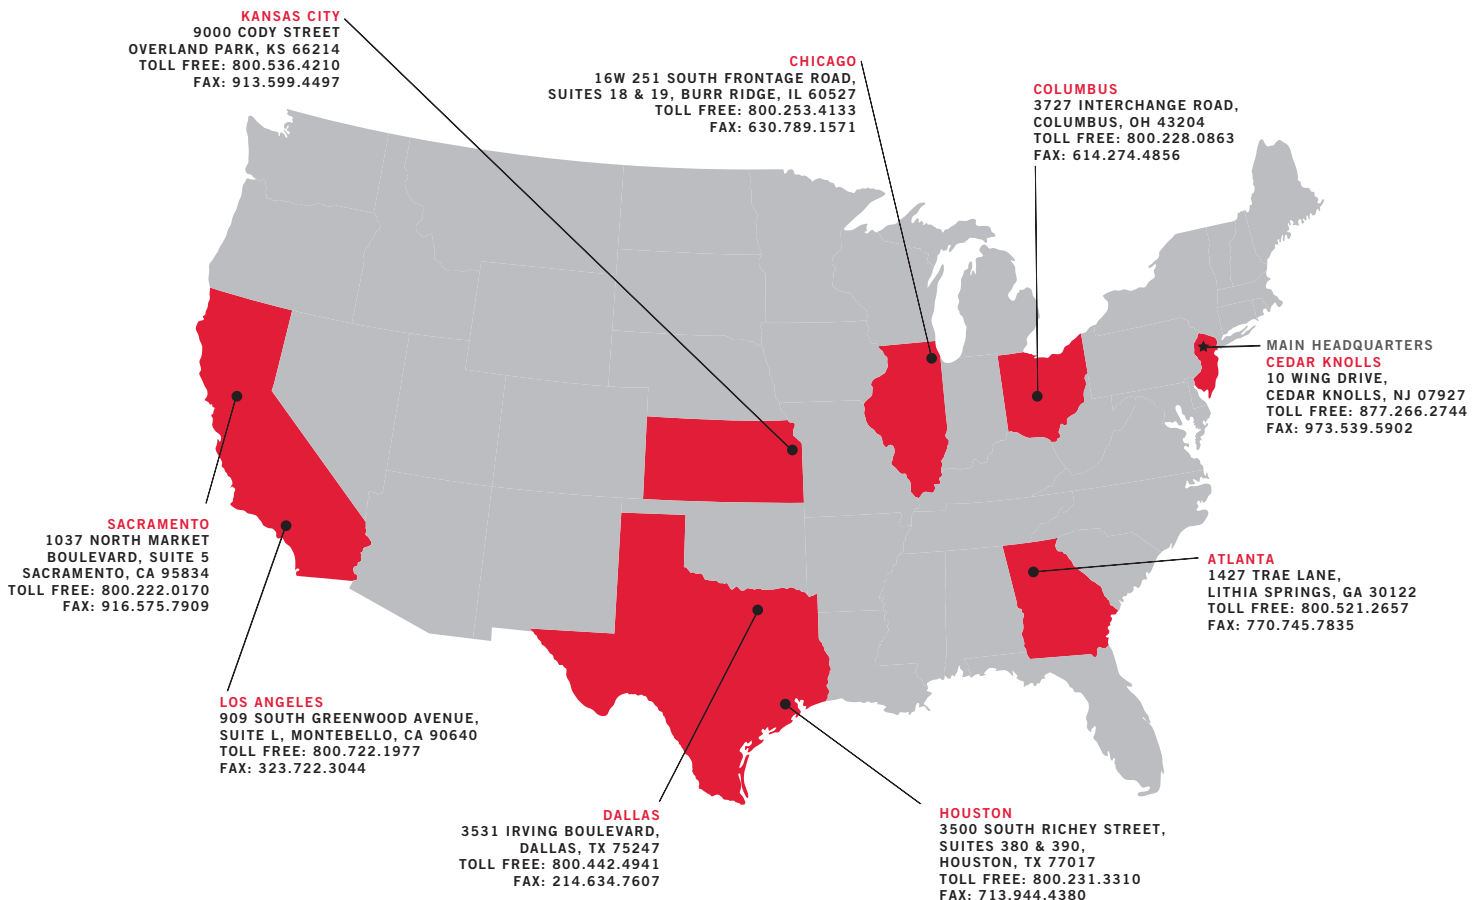 KANSAS CITY
9000 CODY STREET
OVERLAND PARK, KS 66214
TOLL FREE: 800.536.4210
FAX: 913.599.4497
CHICAGO
16W 251 SOUTH FRONTAGE ROAD,
SUITES 18 & 19, BURR RIDGE, IL 60527
TOLL FREE: 800.253.4133
FAX: 630.789.1571
COLUMBUS
3727 INTERCHANGE ROAD,
COLUMBUS, OH 43204
TOLL FREE: 800.228.0863
FAX: 614.274.4856
MAIN HEADQUARTERS
CEDAR KNOLLS
10 WING DRIVE,
CEDAR KNOLLS, NJ 07927
TOLL FREE: 877.266.2744
FAX: 973.539.5902
SACRAMENTO
1037 NORTH MARKET
BOULEVARD, SUITE 5
SACRAMENTO, CA 95834
TOLL FREE: 800.222.0170
FAX: 916.575.7909
ATLANTA
1427 TRAE LANE,
LITHIA SPRINGS, GA 30122
TOLL FREE: 800.521.2657
FAX: 770.745.7835
LOS ANGELES
909 SOUTH GREENWOOD AVENUE,
SUITE L, MONTEBELLO, CA 90640
TOLL FREE: 800.722.1977
FAX: 323.722.3044
DALLAS
3531 IRVING BOULEVARD,
DALLAS, TX 75247
TOLL FREE: 800.442.4941
FAX: 214.634.7607
HOUSTON
3500 SOUTH RICHEY STREET,
SUITES 380 & 390,
HOUSTON, TX 77017
TOLL FREE: 800.231.3310
FAX: 713.944.4380